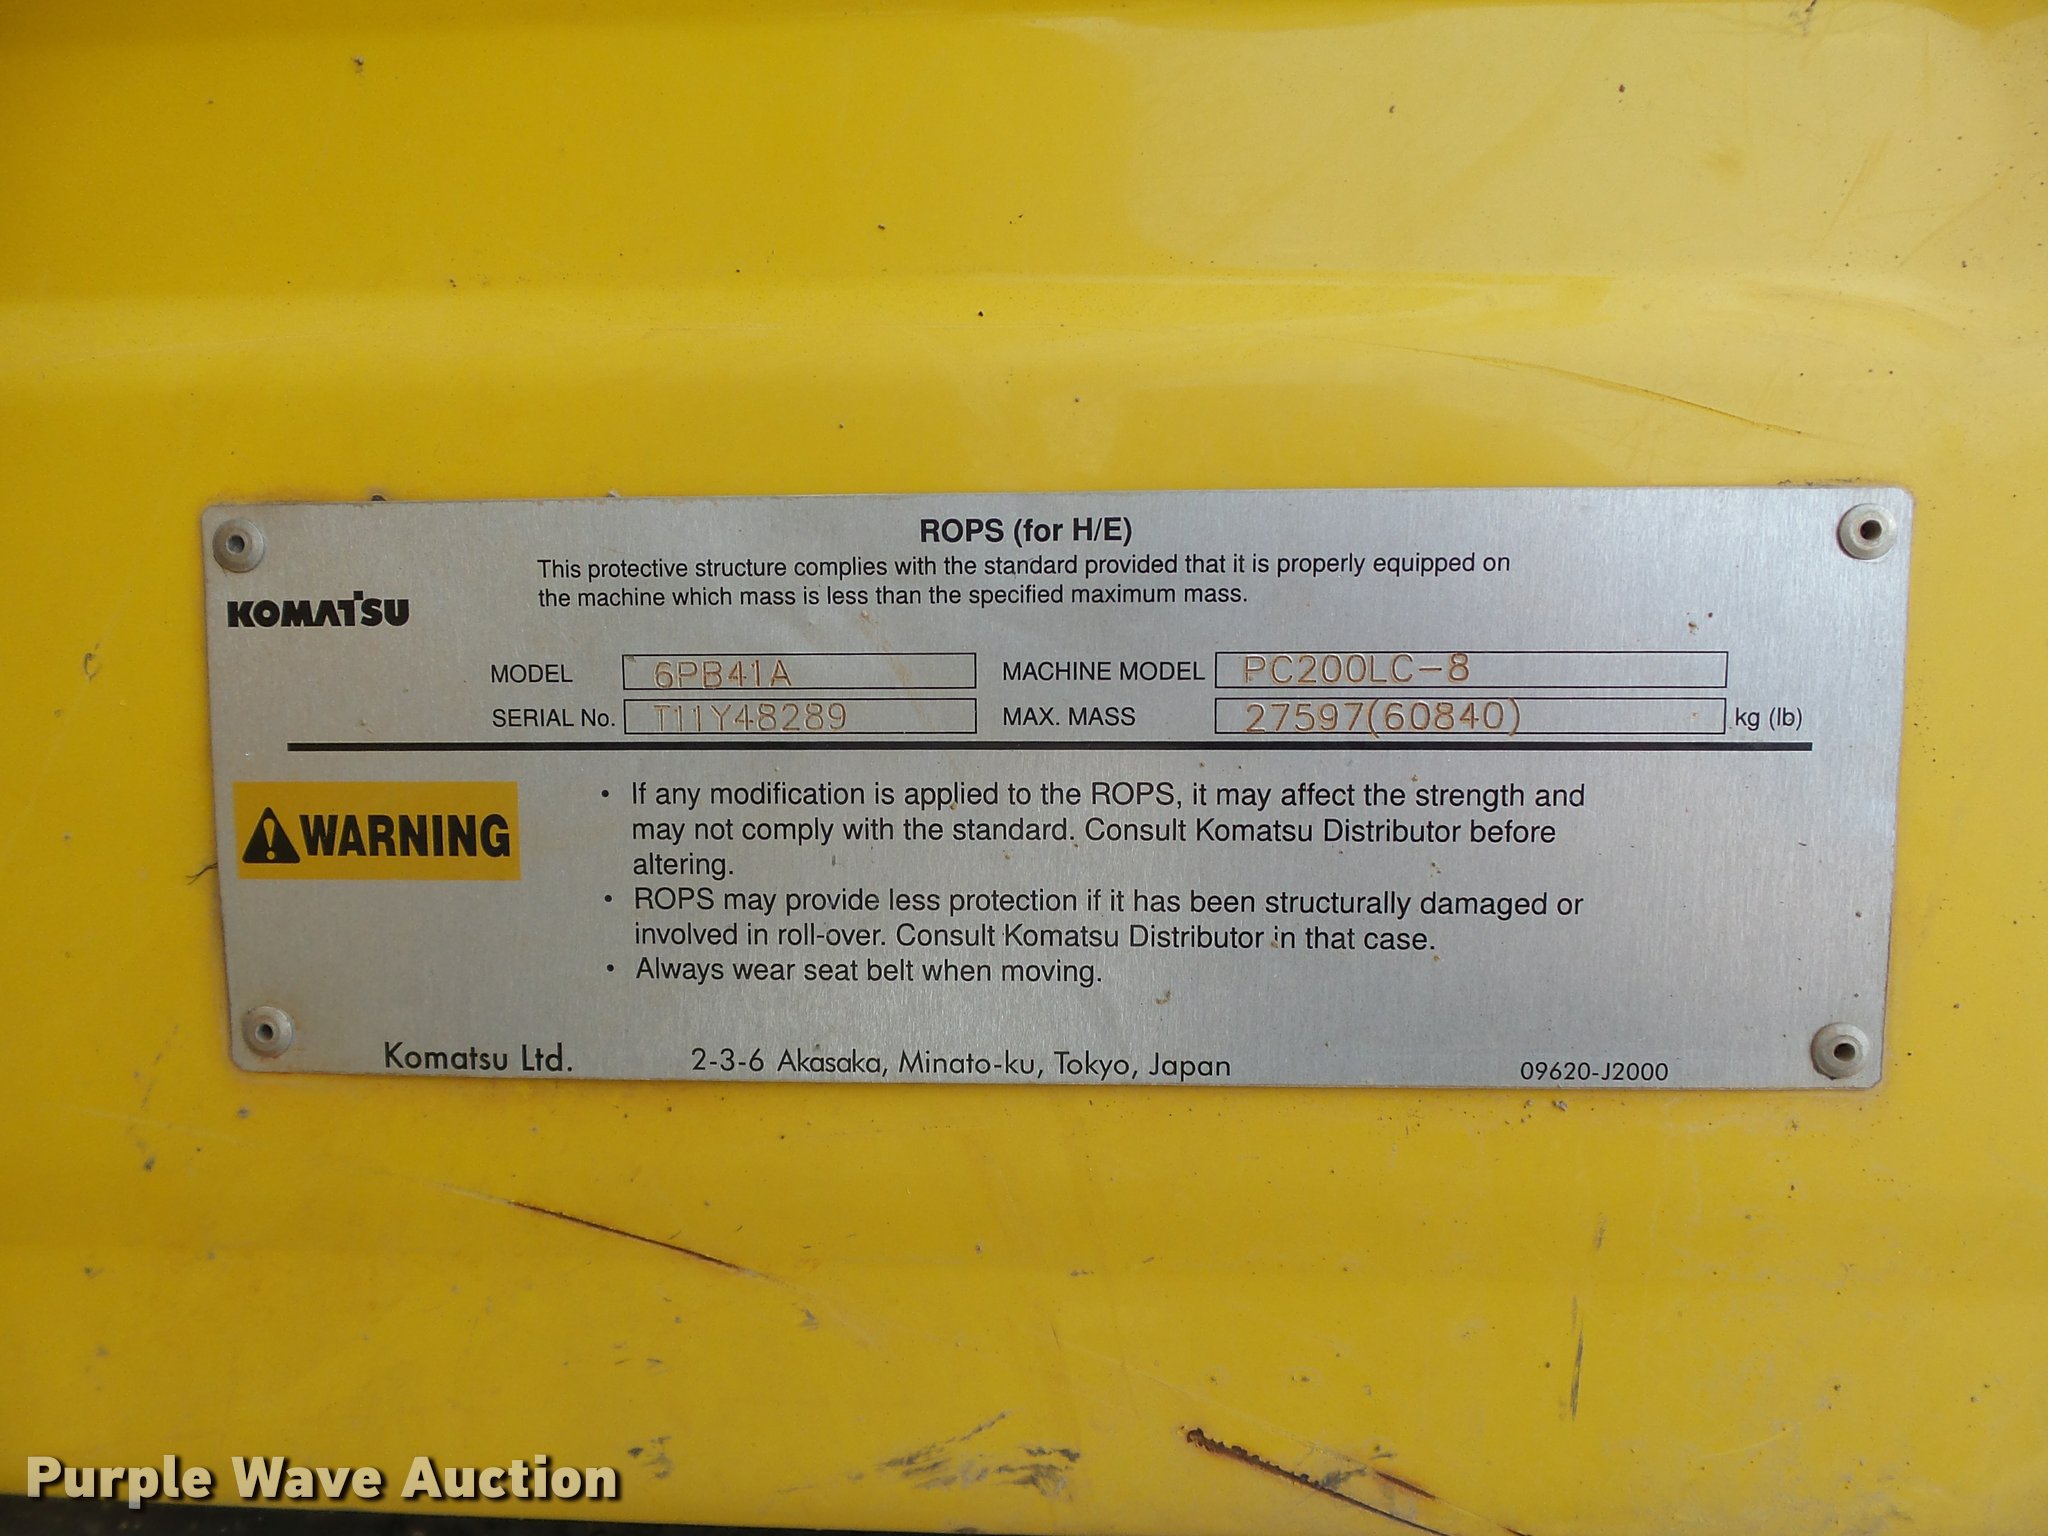 ROPS (for H/E)
This protective structure complies with the standard provided that it is properly equipped on
the machine which mass is less than the specified maximum mass.
KOMATSU
MODEL 6PB41A MACHINE MODEL PC200LC-8
SERIAL No. T11Y48289 MAX. MASS 27597(60840) kg (lb)
WARNING
• If any modification is applied to the ROPS, it may affect the strength and
may not comply with the standard. Consult Komatsu Distributor before
altering.
• ROPS may provide less protection if it has been structurally damaged or
involved in roll-over. Consult Komatsu Distributor in that case.
• Always wear seat belt when moving.
Komatsu Ltd. 2-3-6 Akasaka, Minato-ku, Tokyo, Japan 09620-J2000
Purple Wave Auction